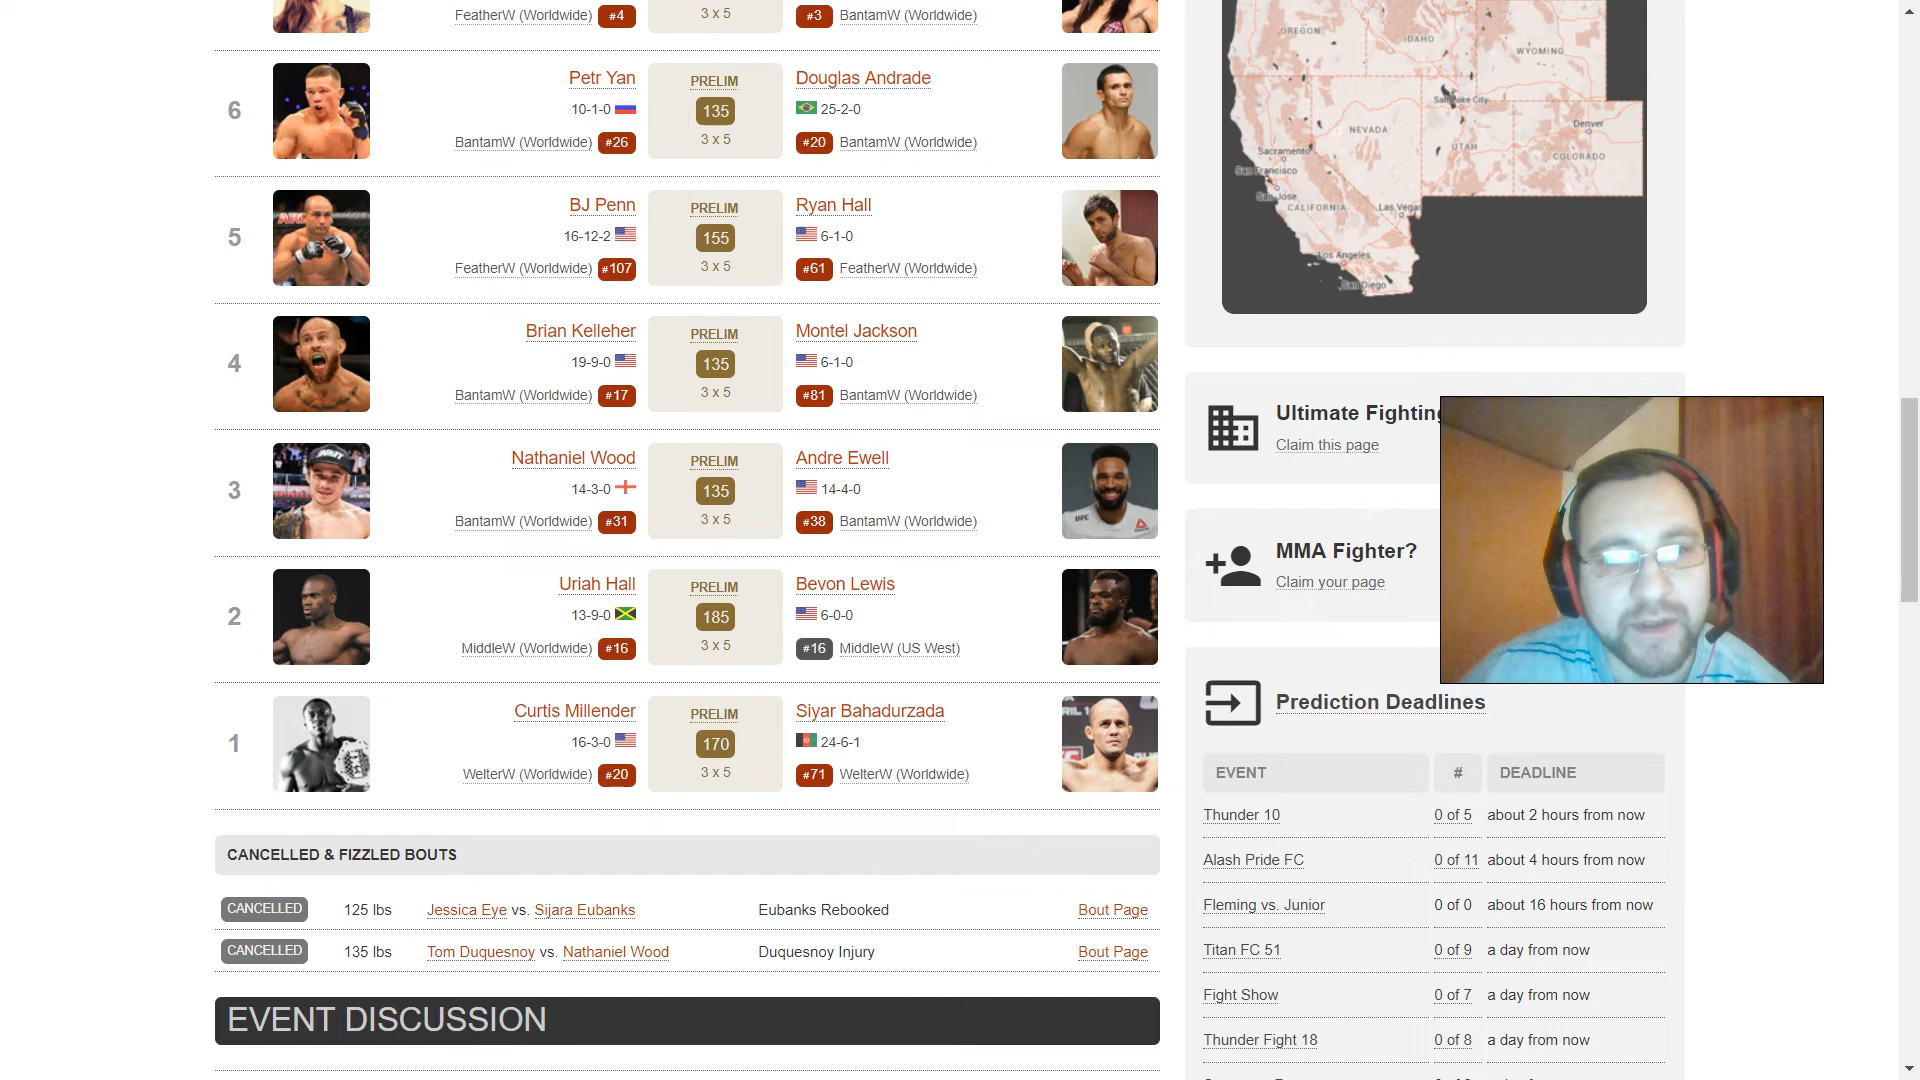 FeatherW (Worldwide) #4
3 x 5
#3 BantamW (Worldwide)
6
Petr Yan
10-1-0
BantamW (Worldwide) #26
PRELIM
135
3 x 5
Douglas Andrade
25-2-0
#20 BantamW (Worldwide)
5
BJ Penn
16-12-2
FeatherW (Worldwide) #107
PRELIM
155
3 x 5
Ryan Hall
6-1-0
#61 FeatherW (Worldwide)
4
Brian Kelleher
19-9-0
BantamW (Worldwide) #17
PRELIM
135
3 x 5
Montel Jackson
6-1-0
#81 BantamW (Worldwide)
3
Nathaniel Wood
14-3-0
BantamW (Worldwide) #31
PRELIM
135
3 x 5
Andre Ewell
14-4-0
#38 BantamW (Worldwide)
2
Uriah Hall
13-9-0
MiddleW (Worldwide) #16
PRELIM
185
3 x 5
Bevon Lewis
6-0-0
#16 MiddleW (US West)
1
Curtis Millender
16-3-0
WelterW (Worldwide) #20
PRELIM
170
3 x 5
Siyar Bahadurzada
24-6-1
#71 WelterW (Worldwide)
CANCELLED & FIZZLED BOUTS
CANCELLED 125 lbs Jessica Eye vs. Sijara Eubanks Eubanks Rebooked Bout Page
CANCELLED 135 lbs Tom Duquesnoy vs. Nathaniel Wood Duquesnoy Injury Bout Page
EVENT DISCUSSION
OREGON
IDAHO
WYOMING
Salt Lake City
NEVADA
Denver
UTAH
COLORADO
Sacramento
San Francisco
San Jose
CALIFORNIA
Las Vegas
Los Angeles
San Diego
Ultimate Fighting
Claim this page
MMA Fighter?
Claim your page
Prediction Deadlines
EVENT # DEADLINE
Thunder 10 0 of 5 about 2 hours from now
Alash Pride FC 0 of 11 about 4 hours from now
Fleming vs. Junior 0 of 0 about 16 hours from now
Titan FC 51 0 of 9 a day from now
Fight Show 0 of 7 a day from now
Thunder Fight 18 0 of 8 a day from now